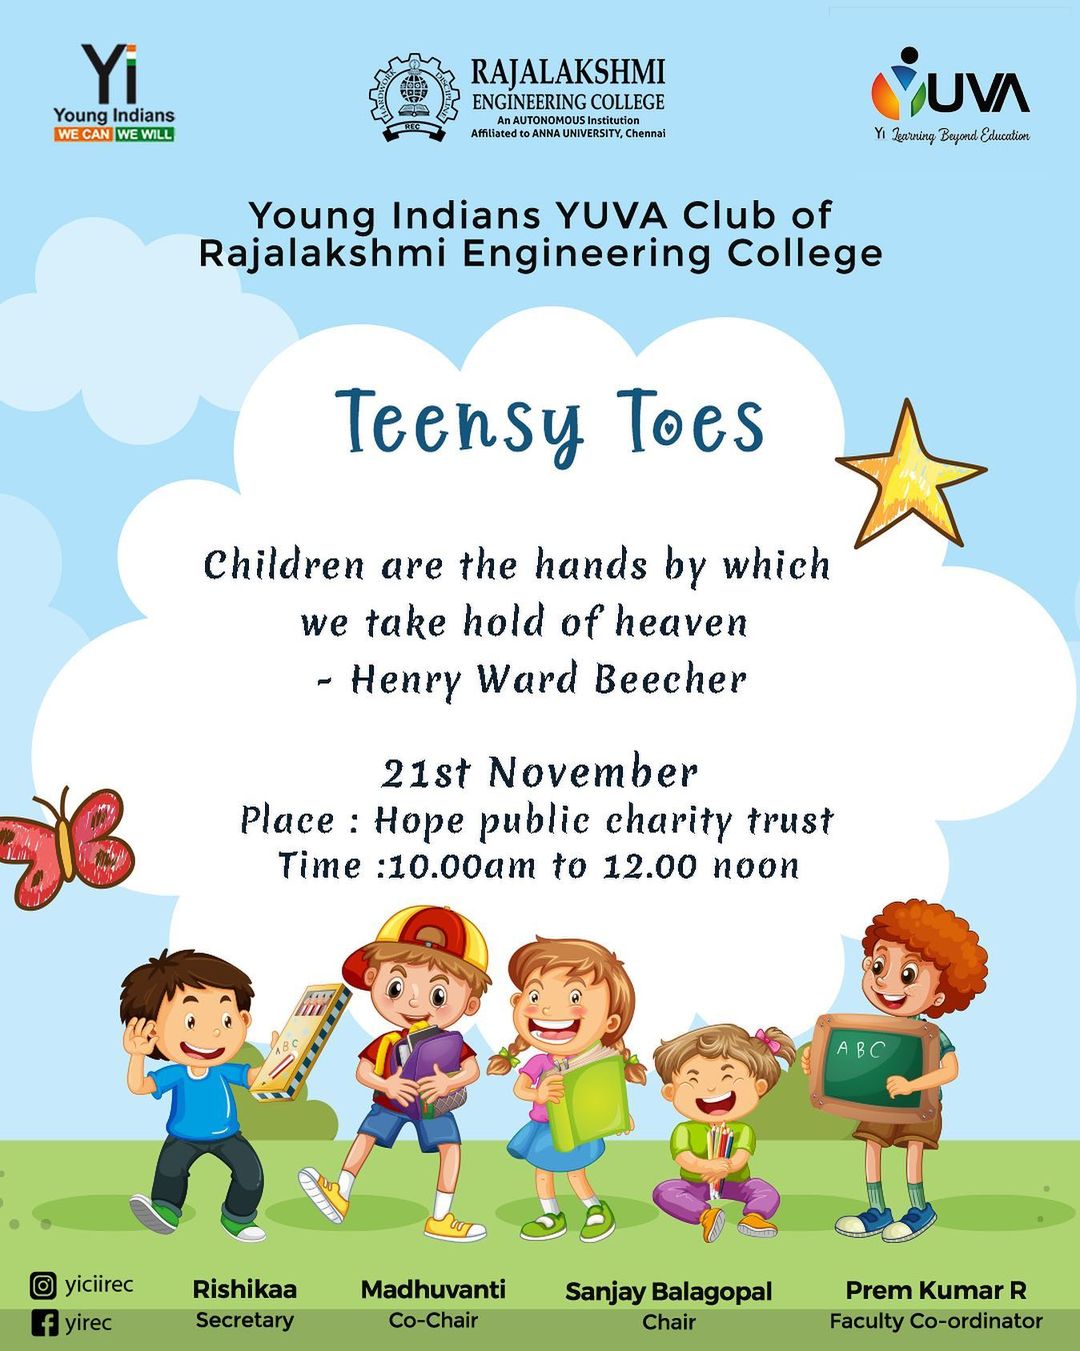 Yi
Young Indians
WE CAN WE WILL
HARDWORK DISCIPLINE
REC
RAJALAKSHMI
ENGINEERING COLLEGE
An AUTONOMOUS Institution
Affiliated to ANNA UNIVERSITY, Chennai
YUVA
Yi Learning Beyond Education
Young Indians YUVA Club of
Rajalakshmi Engineering College
Teensy Toes
Children are the hands by which
we take hold of heaven
- Henry Ward Beecher
21st November
Place : Hope public charity trust
Time :10.00am to 12.00 noon
ABC
ABC
yiciirec
yirec
Rishikaa
Secretary
Madhuvanti
Co-Chair
Sanjay Balagopal
Chair
Prem Kumar R
Faculty Co-ordinator